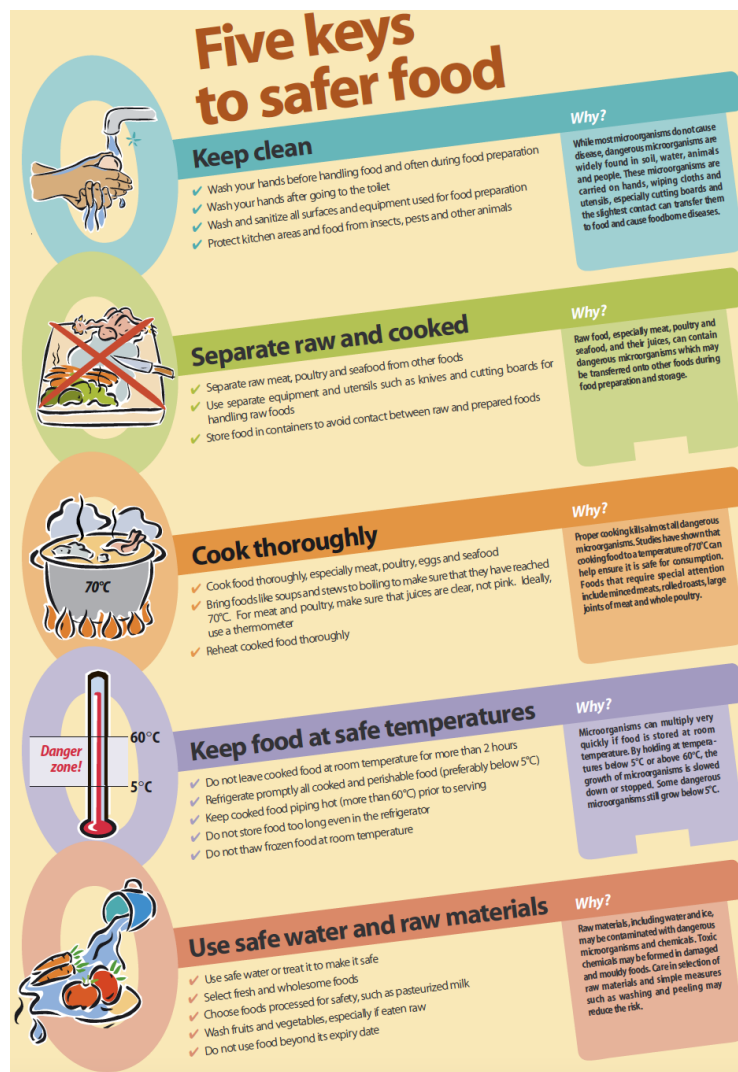 Five keys
to safer food
Keep clean
✔ Wash your hands before handling food and often during food preparation
✔ Wash your hands after going to the toilet
✔ Wash and sanitize all surfaces and equipment used for food preparation
✔ Protect kitchen areas and food from insects, pests and other animals
Why?
While most microorganisms do not cause
disease, dangerous microorganisms are
widely found in soil, water, animals
and people. These microorganisms are
carried on hands, wiping cloths and
utensils, especially cutting boards and
the slightest contact can transfer them
to food and cause foodborne diseases.
Separate raw and cooked
✔ Separate raw meat, poultry and seafood from other foods
✔ Use separate equipment and utensils such as knives and cutting boards for
handling raw foods
✔ Store food in containers to avoid contact between raw and prepared foods
Why?
Raw food, especially meat, poultry and
seafood, and their juices, can contain
dangerous microorganisms which may
be transferred onto other foods during
food preparation and storage.
70°C
Cook thoroughly
✔ Cook food thoroughly, especially meat, poultry, eggs and seafood
✔ Bring foods like soups and stews to boiling to make sure that they have reached
70°C. For meat and poultry, make sure that juices are clear, not pink. Ideally,
use a thermometer
✔ Reheat cooked food thoroughly
Why?
Proper cooking kills almost all dangerous
microorganisms. Studies have shown that
cooking food to a temperature of 70°C can
help ensure it is safe for consumption.
Foods that require special attention
include minced meats, rolled roasts, large
joints of meat and whole poultry.
Danger
zone!
60°C
5°C
Keep food at safe temperatures
✔ Do not leave cooked food at room temperature for more than 2 hours
✔ Refrigerate promptly all cooked and perishable food (preferably below 5°C)
✔ Keep cooked food piping hot (more than 60°C) prior to serving
✔ Do not store food too long even in the refrigerator
✔ Do not thaw frozen food at room temperature
Why?
Microorganisms can multiply very
quickly if food is stored at room
temperature. By holding at tempera-
tures below 5°C or above 60°C, the
growth of microorganisms is slowed
down or stopped. Some dangerous
microorganisms still grow below 5°C.
Use safe water and raw materials
✔ Use safe water or treat it to make it safe
✔ Select fresh and wholesome foods
✔ Choose foods processed for safety, such as pasteurized milk
✔ Wash fruits and vegetables, especially if eaten raw
✔ Do not use food beyond its expiry date
Why?
Raw materials, including water and ice,
may be contaminated with dangerous
microorganisms and chemicals. Toxic
chemicals may be formed in damaged
and mouldy foods. Care in selection of
raw materials and simple measures
such as washing and peeling may
reduce the risk.